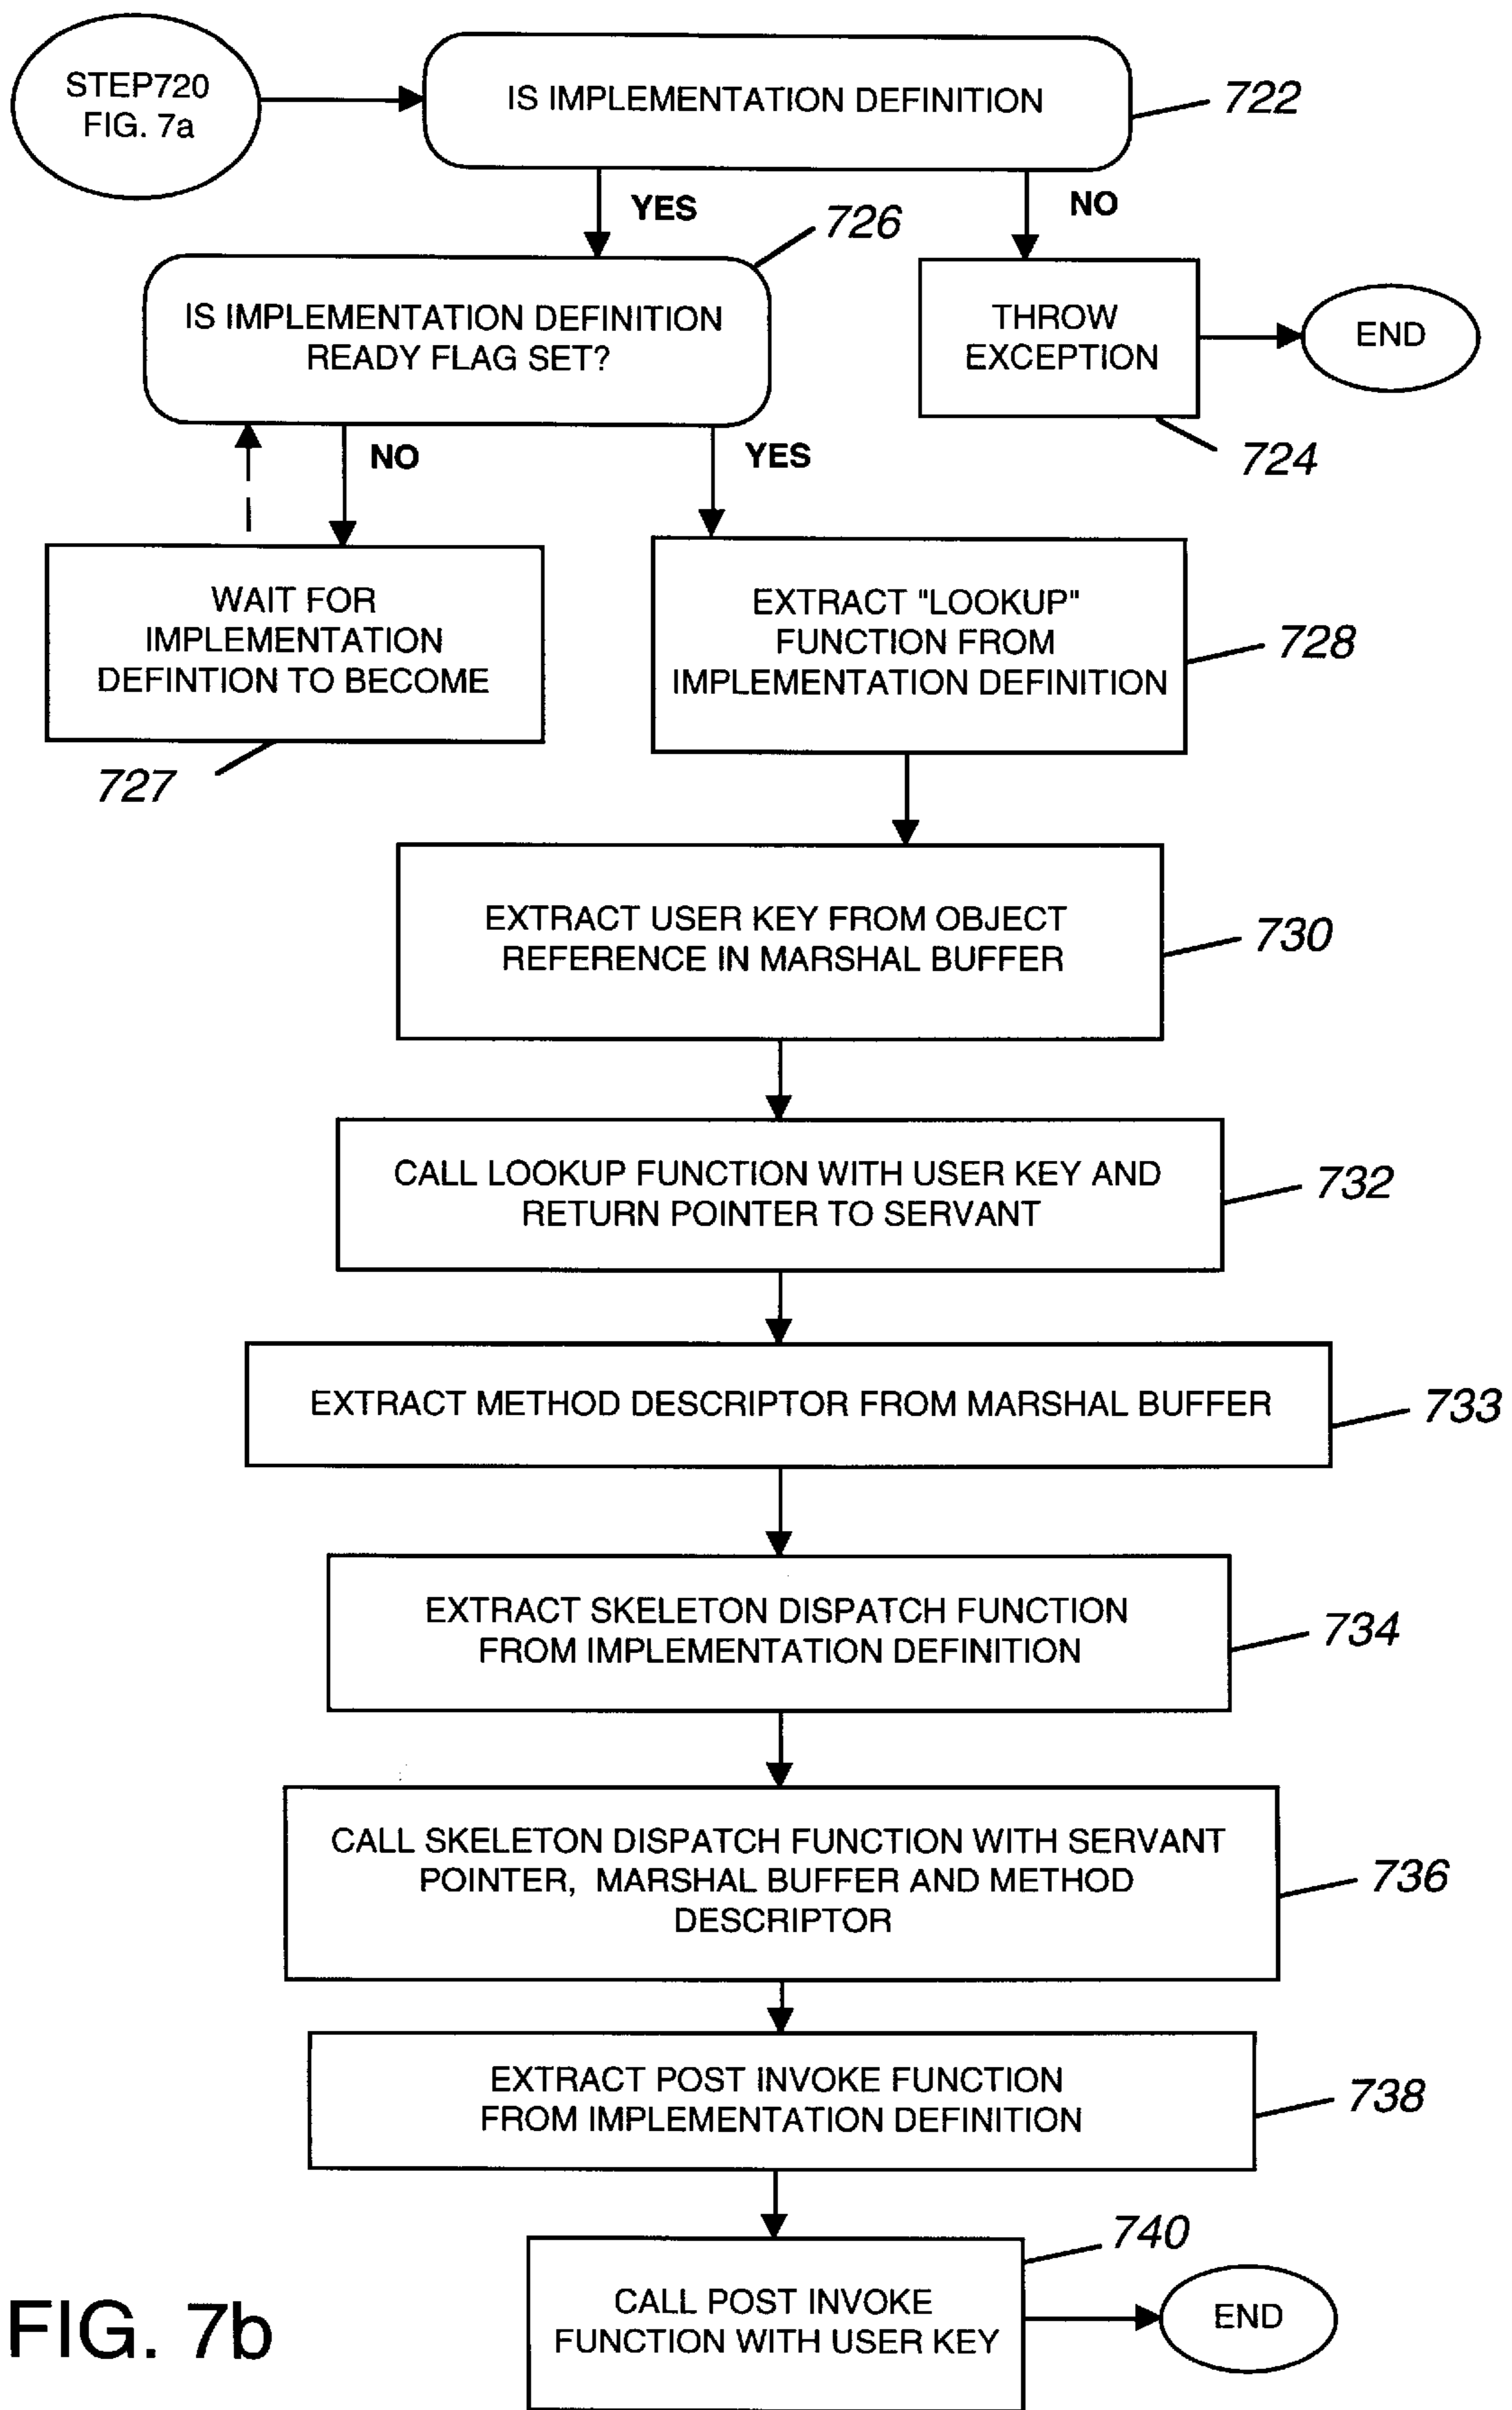 STEP720
FIG. 7a
IS IMPLEMENTATION DEFINITION
722
YES
NO
726
IS IMPLEMENTATION DEFINITION
READY FLAG SET?
THROW
EXCEPTION
END
724
NO
YES
WAIT FOR
IMPLEMENTATION
DEFINTION TO BECOME
727
EXTRACT "LOOKUP"
FUNCTION FROM
IMPLEMENTATION DEFINITION
728
EXTRACT USER KEY FROM OBJECT
REFERENCE IN MARSHAL BUFFER
730
CALL LOOKUP FUNCTION WITH USER KEY AND
RETURN POINTER TO SERVANT
732
EXTRACT METHOD DESCRIPTOR FROM MARSHAL BUFFER
733
EXTRACT SKELETON DISPATCH FUNCTION
FROM IMPLEMENTATION DEFINITION
734
CALL SKELETON DISPATCH FUNCTION WITH SERVANT
POINTER, MARSHAL BUFFER AND METHOD
DESCRIPTOR
736
EXTRACT POST INVOKE FUNCTION
FROM IMPLEMENTATION DEFINITION
738
740
CALL POST INVOKE
FUNCTION WITH USER KEY
END
FIG. 7b